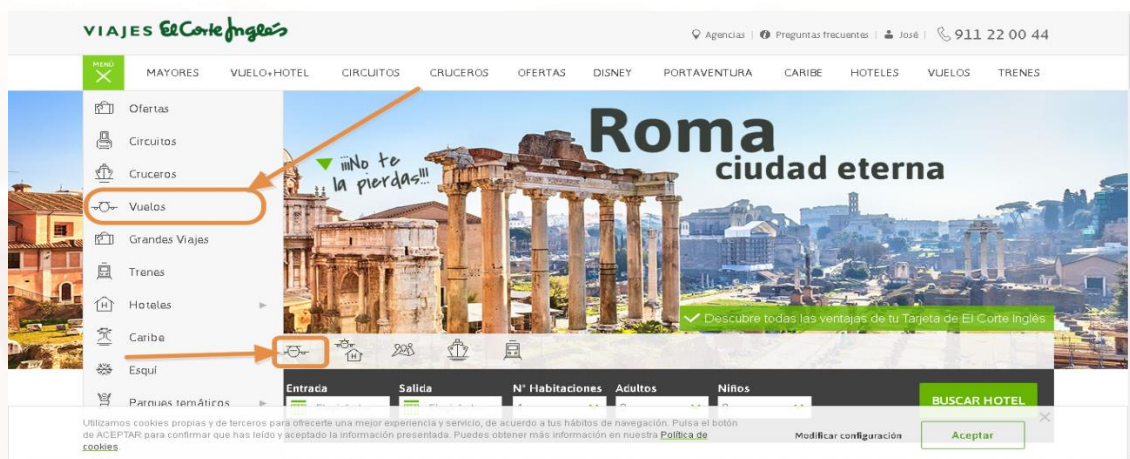 VIAJES El Corte Inglés
Agencias | Preguntas frecuentes | José | 911 22 00 44
MENÚ
MAYORES VUELO+HOTEL CIRCUITOS CRUCEROS OFERTAS DISNEY PORTAVENTURA CARIBE HOTELES VUELOS TRENES
Ofertas
Circuitos
Cruceros
Vuelos
Grandes Viajes
Trenes
Hoteles
Caribe
Esquí
Parques temáticos
Roma
ciudad eterna
¡¡¡No te
la pierdas!!!
Descubre todas las ventajas de tu Tarjeta de El Corte Inglés
Entrada Salida N° Habitaciones Adultos Niños
BUSCAR HOTEL
Utilizamos cookies propias y de terceros para ofrecerte una mejor experiencia y servicio, de acuerdo a tus hábitos de navegación. Pulsa el botón
de ACEPTAR para confirmar que has leído y aceptado la información presentada. Puedes obtener más información en nuestra Política de
cookies.
Modificar configuración
Aceptar